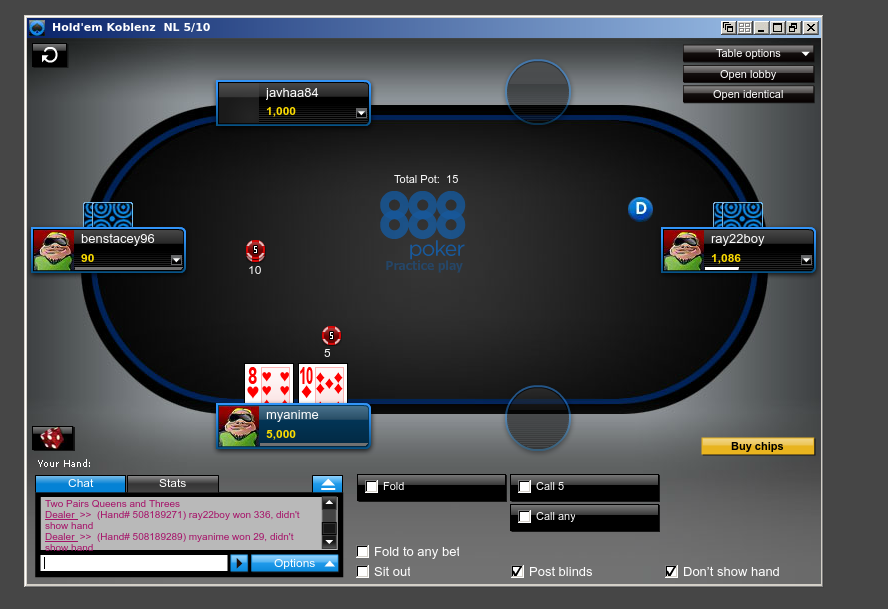 Hold'em Koblenz  NL 5/10
Table options
Open lobby
Open identical
javhaa84
1,000
Total Pot:  15
888
poker
Practice play
D
benstacey96
90
ray22boy
1,086
5
10
5
5
8
10
myanime
5,000
Buy chips
Your Hand:
Chat
Stats
Fold
Call 5
Call any
Two Pairs Queens and Threes
Dealer >>  (Hand# 508189271) ray22boy won 336, didn't
show hand
Dealer >>  (Hand# 508189289) myanime won 29, didn't
show hand
Options
Fold to any bet
Sit out
Post blinds
Don't show hand